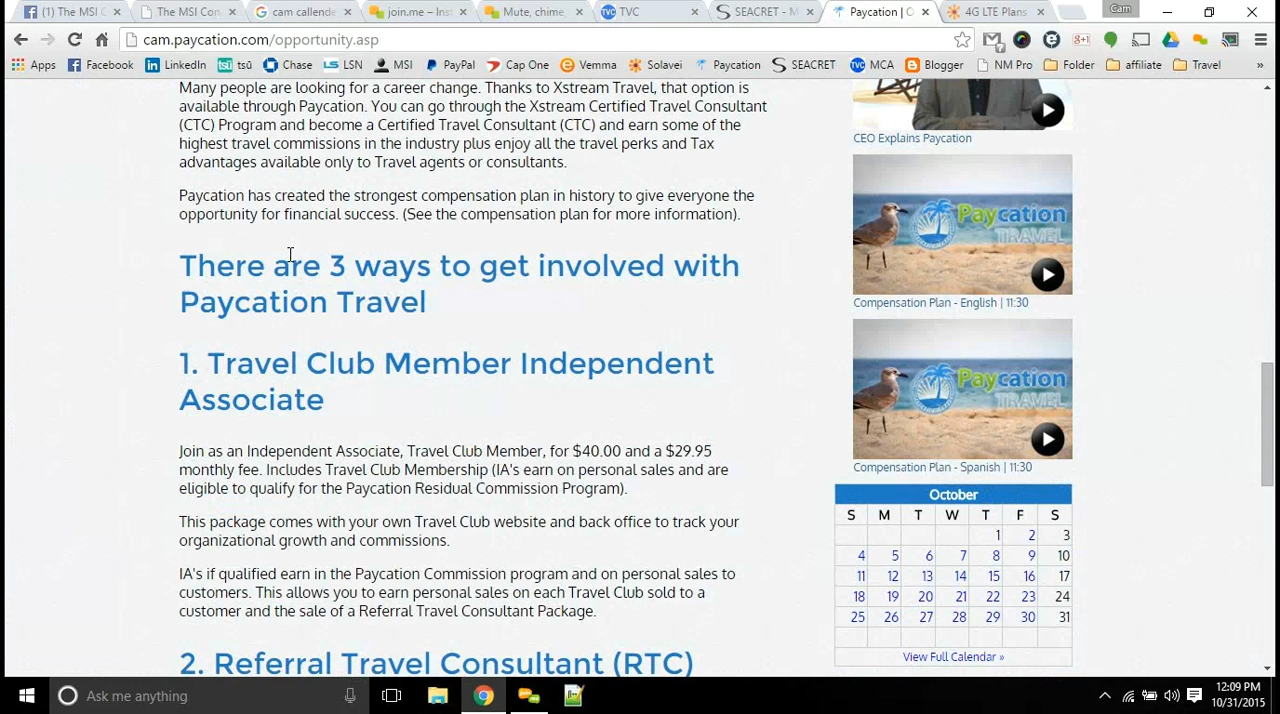 (1) The MSI C
The MSI Con
cam callende
join.me – Inst
Mute, chime,
TVC
SEACRET - M
Paycation | O
4G LTE Plans
Cam
cam.paycation.com/opportunity.asp
Apps Facebook LinkedIn tsū Chase LSN MSI PayPal Cap One Vemma Solavei Paycation SEACRET MCA Blogger NM Pro Folder affiliate Travel »
Many people are looking for a career change. Thanks to Xstream Travel, that option is
available through Paycation. You can go through the Xstream Certified Travel Consultant
(CTC) Program and become a Certified Travel Consultant (CTC) and earn some of the
highest travel commissions in the industry plus enjoy all the travel perks and Tax
advantages available only to Travel agents or consultants.
Paycation has created the strongest compensation plan in history to give everyone the
opportunity for financial success. (See the compensation plan for more information).
There are 3 ways to get involved with
Paycation Travel
1. Travel Club Member Independent
Associate
Join as an Independent Associate, Travel Club Member, for $40.00 and a $29.95
monthly fee. Includes Travel Club Membership (IA's earn on personal sales and are
eligible to qualify for the Paycation Residual Commission Program).
This package comes with your own Travel Club website and back office to track your
organizational growth and commissions.
IA's if qualified earn in the Paycation Commission program and on personal sales to
customers. This allows you to earn personal sales on each Travel Club sold to a
customer and the sale of a Referral Travel Consultant Package.
2. Referral Travel Consultant (RTC)
CEO Explains Paycation
Paycation
TRAVEL
Compensation Plan - English | 11:30
Paycation
TRAVEL
Compensation Plan - Spanish | 11:30
October
S M T W T F S
1 2 3
4 5 6 7 8 9 10
11 12 13 14 15 16 17
18 19 20 21 22 23 24
25 26 27 28 29 30 31
View Full Calendar »
Ask me anything
12:09 PM
10/31/2015